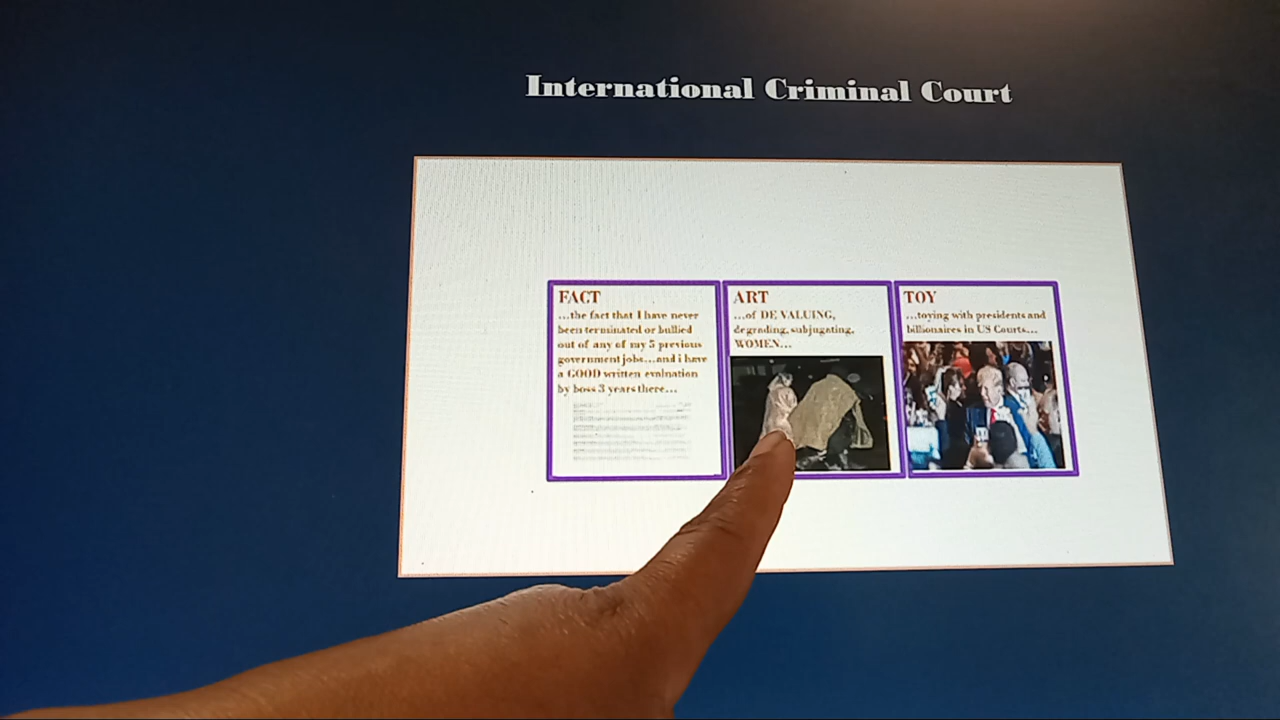 International Criminal Court
FACT
...the fact that I have never
been terminated or bullied
out of any of my 5 previous
government jobs...and i have
a GOOD written evaluation
by boss 3 years there...
ART
...of DE VALUING,
degrading, subjugating,
WOMEN...
TOY
...toying with presidents and
billionaires in US Courts...